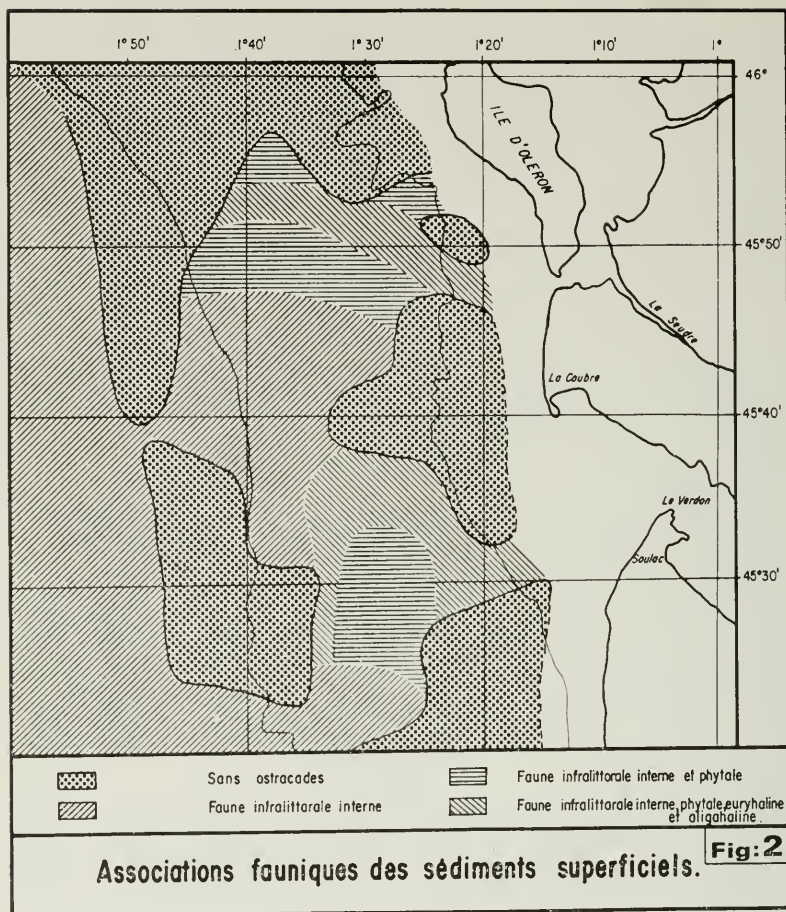 1°50' 1°40' 1°30' 1°20' 1°10' 1°
46°
ILE D'OLERON
45°50'
La Seudre
La Coubre
45°40'
Le Verdon
Soulac
45°30'
Sans ostracodes
Faune infralittorale interne et phytale
Faune infralittorale interne
Faune infralittorale interne, phytale, euryhaline
et oligohaline.
Associations fauniques des sédiments superficiels.
Fig:2